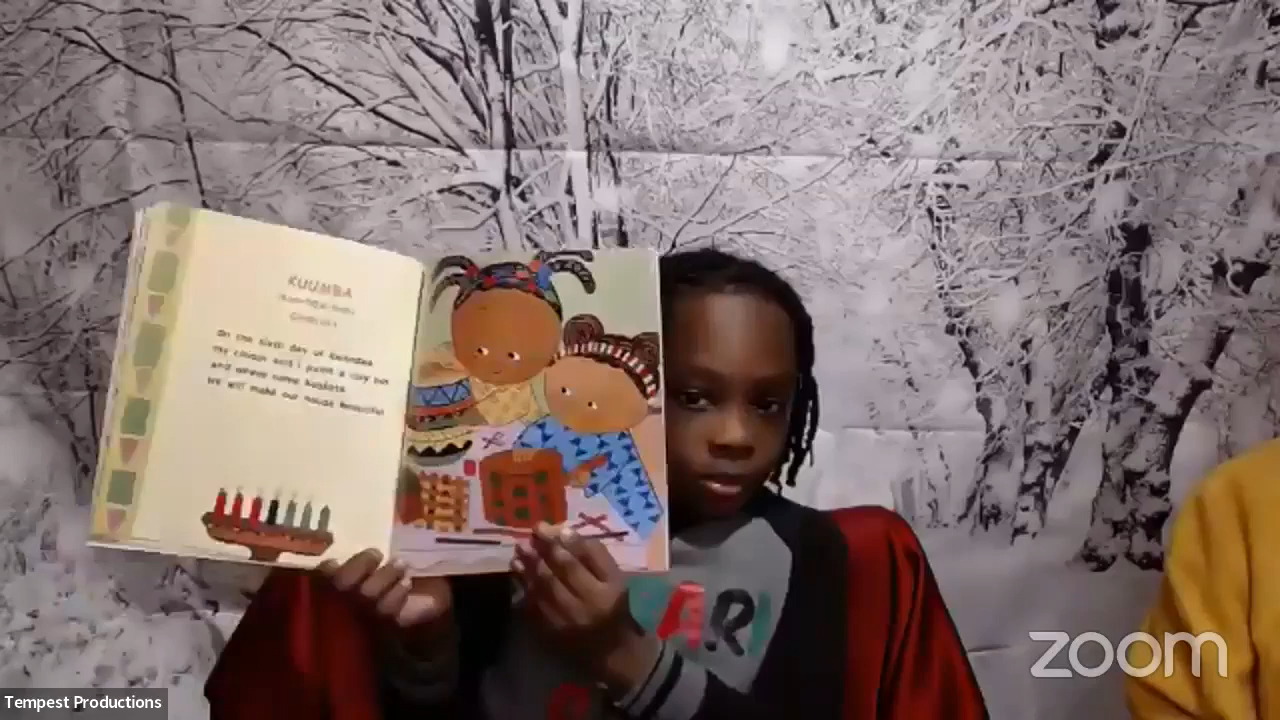 KUUMBA
On the sixth day of Kwanzaa
my cousin and I paint a clay pot
and weave some baskets.
We will make our house beautiful.
ARI
zoom
Tempest Productions